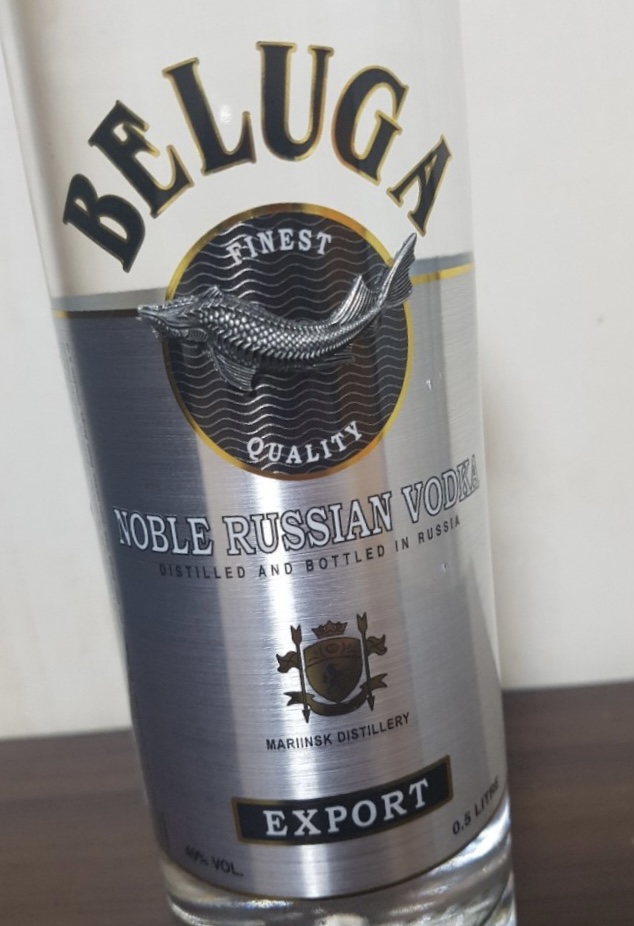 BELUGA
FINEST
QUALITY
NOBLE RUSSIAN VODKA
DISTILLED AND BOTTLED IN RUSSIA
MARIINSK DISTILLERY
EXPORT
40% VOL.
0.5 LITRE